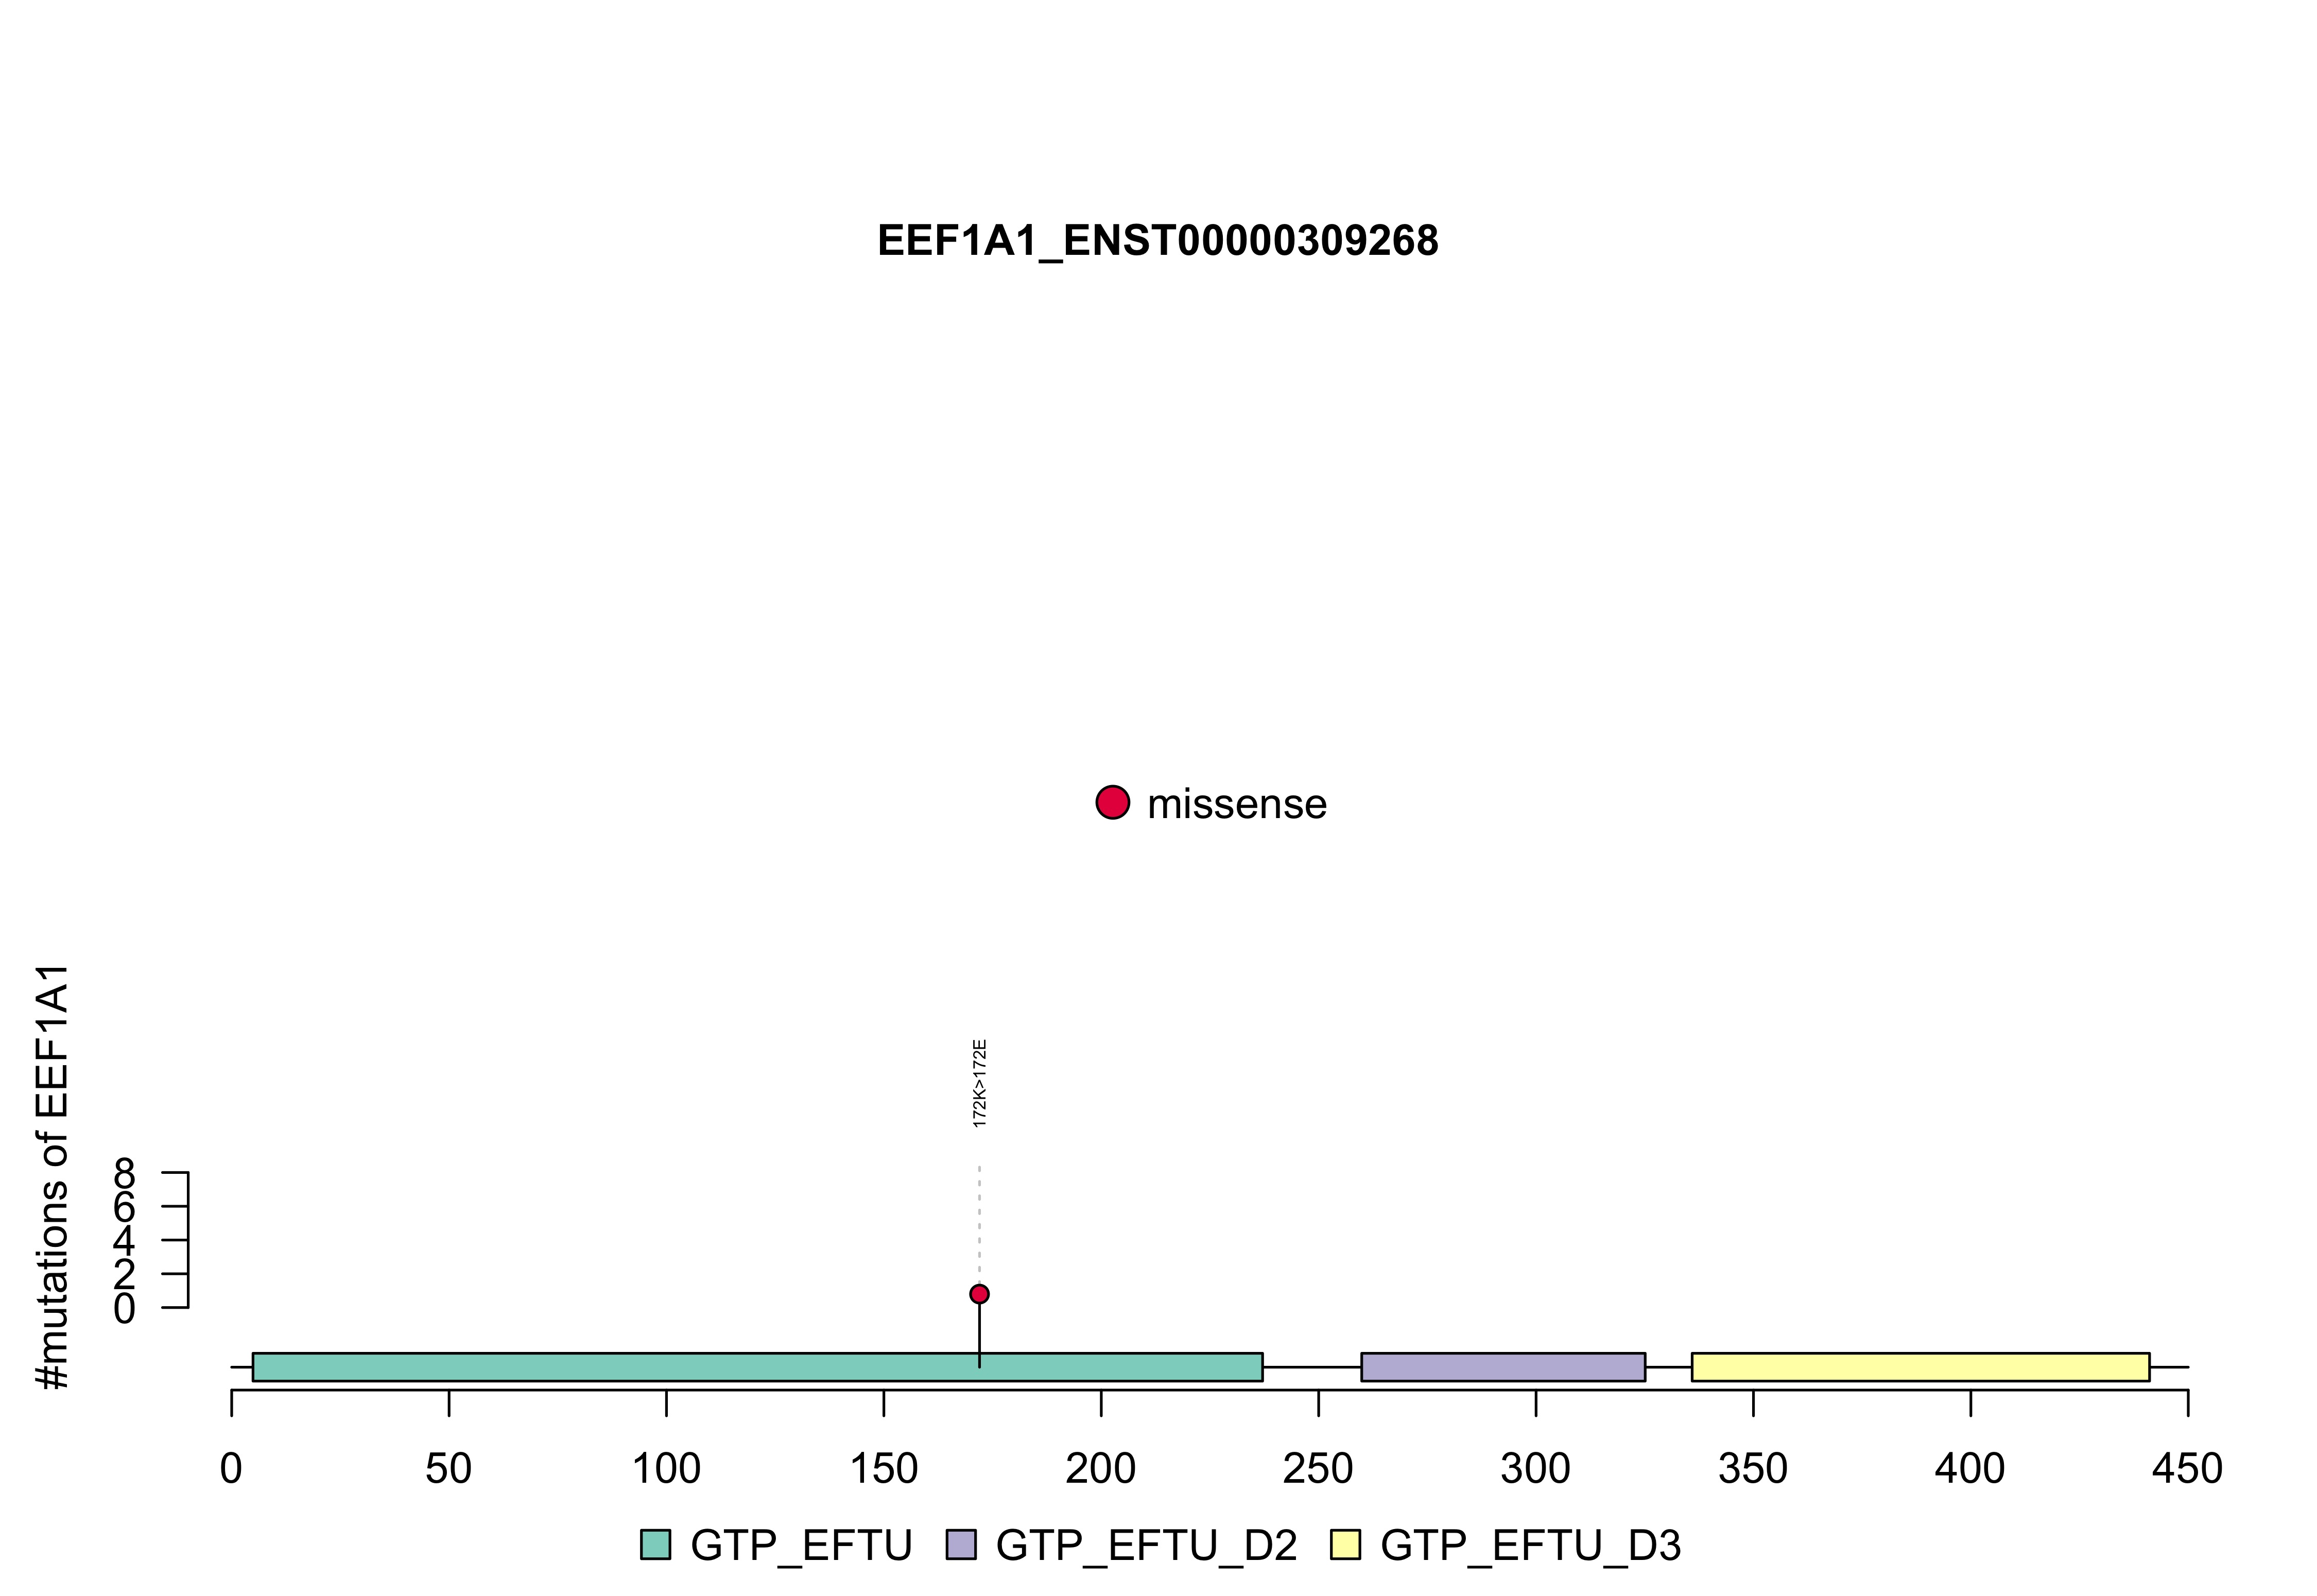 EEF1A1_ENST00000309268
missense
#mutations of EEF1A1
172K>172E
8
6
4
2
0
0 50 100 150 200 250 300 350 400 450
GTP_EFTU GTP_EFTU_D2 GTP_EFTU_D3